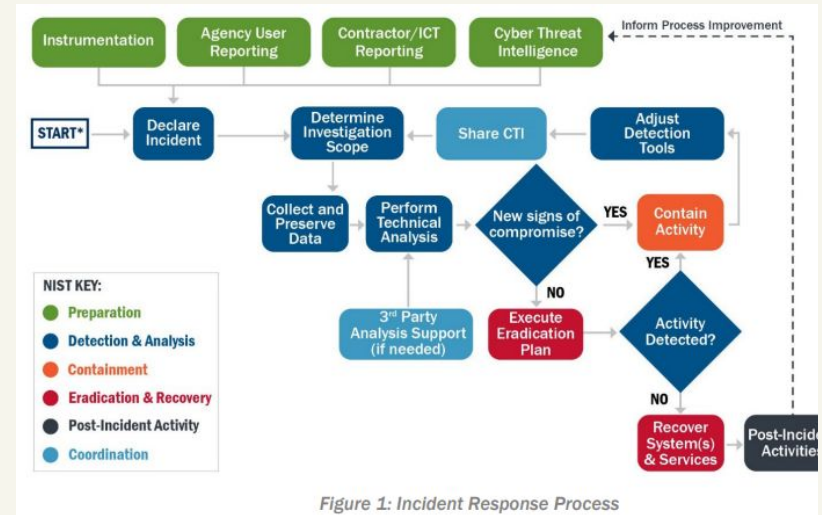 Inform Process Improvement
Instrumentation
Agency User
Reporting
Contractor/ICT
Reporting
Cyber Threat
Intelligence
START*
Declare
Incident
Determine
Investigation
Scope
Share CTI
Adjust
Detection
Tools
Collect and
Preserve
Data
Perform
Technical
Analysis
New signs of
compromise?
YES
Contain
Activity
YES
NO
3rd Party
Analysis Support
(if needed)
Execute
Eradication
Plan
Activity
Detected?
NO
Recover
System(s)
& Services
Post-Incide
Activities
NIST KEY:
Preparation
Detection & Analysis
Containment
Eradication & Recovery
Post-Incident Activity
Coordination
Figure 1: Incident Response Process